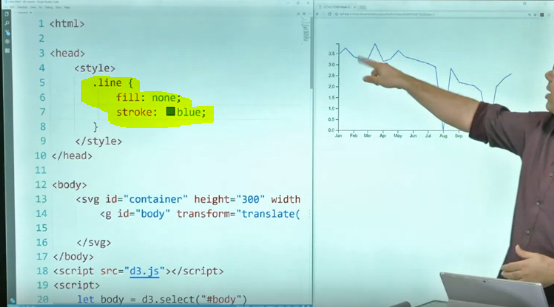 1 <html>
2
3 <head>
4 <style>
5 .line {
6 fill: none;
7 stroke: blue;
8 }
9 </style>
10 </head>
11
12 <body>
13 <svg id="container" height="300" width
14 <g id="body" transform="translate(
15
16 </svg>
17 </body>
18 <script src="d3.js"></script>
19 <script>
20 let body = d3.select("#body")
3.5
3.0
2.5
2.0
1.5
1.0
0.5
0.0
Jan Feb Mar Apr May Jun Jul Aug Sep Oct Nov Dec